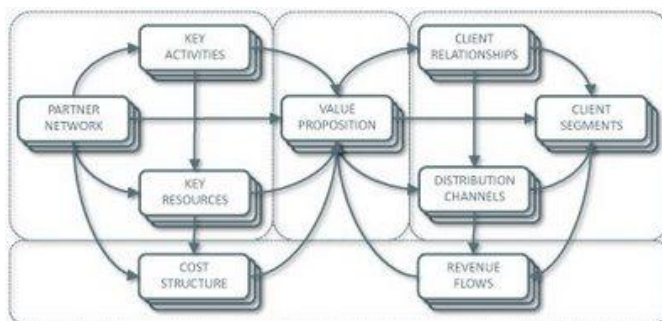 KEY
ACTIVITIES
CLIENT
RELATIONSHIPS
PARTNER
NETWORK
VALUE
PROPOSITION
CLIENT
SEGMENTS
KEY
RESOURCES
DISTRIBUTION
CHANNELS
COST
STRUCTURE
REVENUE
FLOWS